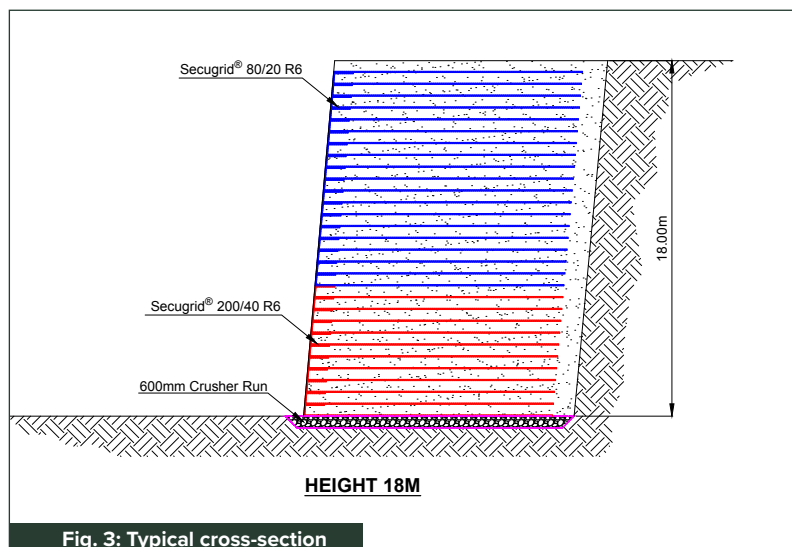 Secugrid® 80/20 R6
18.00m
Secugrid® 200/40 R6
600mm Crusher Run
HEIGHT 18M
Fig. 3: Typical cross-section